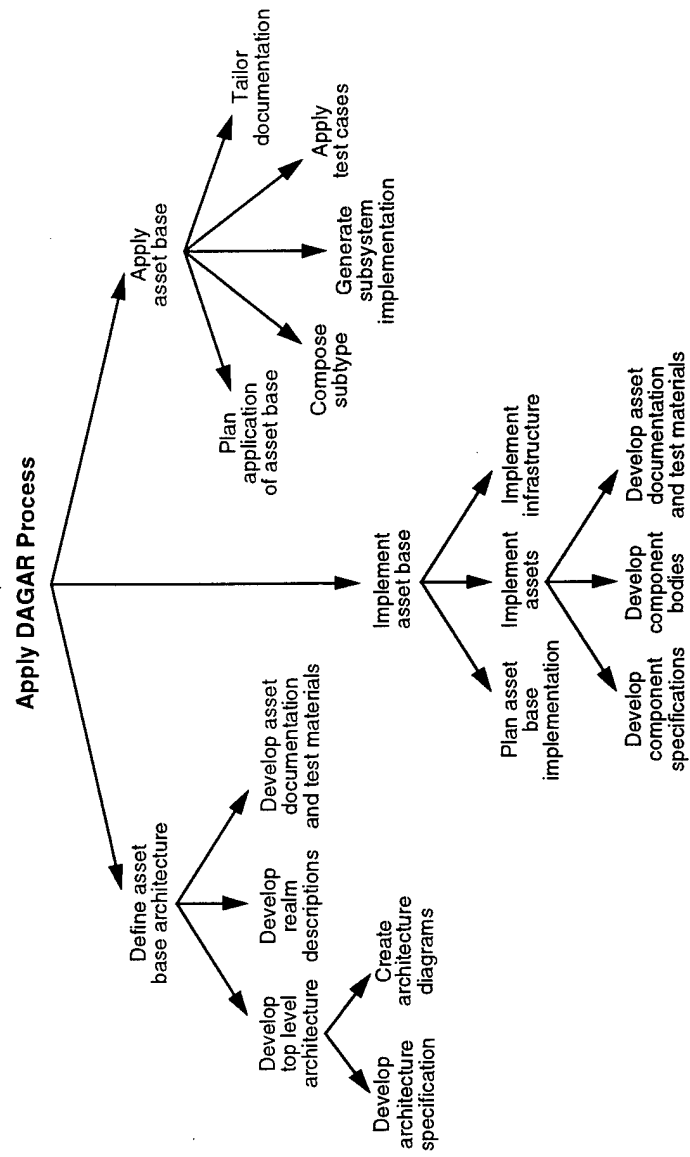 Apply DAGAR Process
Define asset
base architecture
Develop
top level
architecture
Develop
architecture
specification
Create
architecture
diagrams
Develop
realm
descriptions
Develop asset
documentation
and test materials
Implement
asset base
Plan asset
base
implementation
Implement
assets
Develop
component
specifications
Develop
component
bodies
Develop asset
documentation
and test materials
Implement
infrastructure
Apply
asset base
Plan
application
of asset base
Compose
subtype
Generate
subsystem
implementation
Apply
test cases
Tailor
documentation